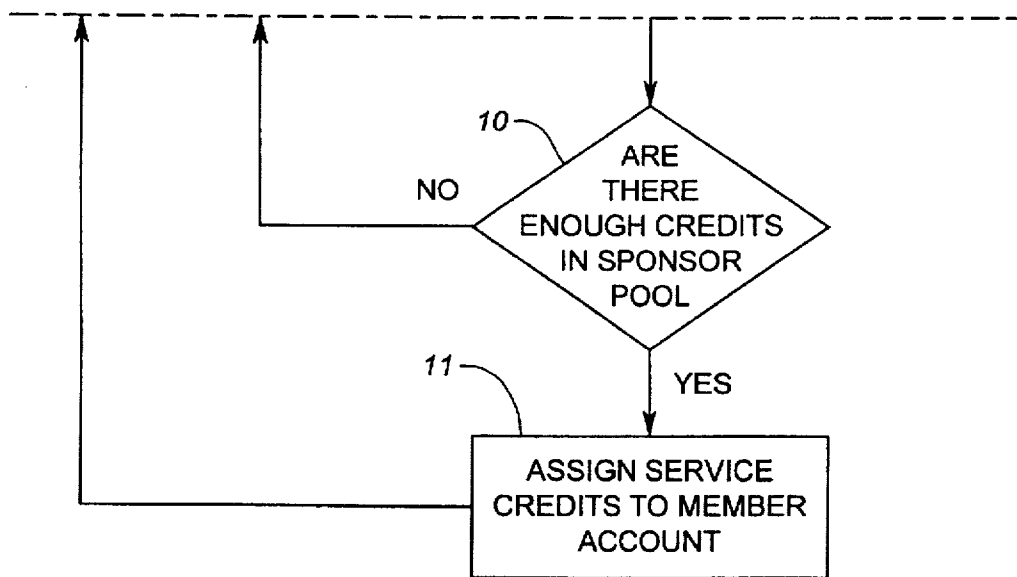 10
ARE
THERE
NO
ENOUGH CREDITS
IN SPONSOR
POOL
11
YES
ASSIGN SERVICE
CREDITS TO MEMBER
ACCOUNT